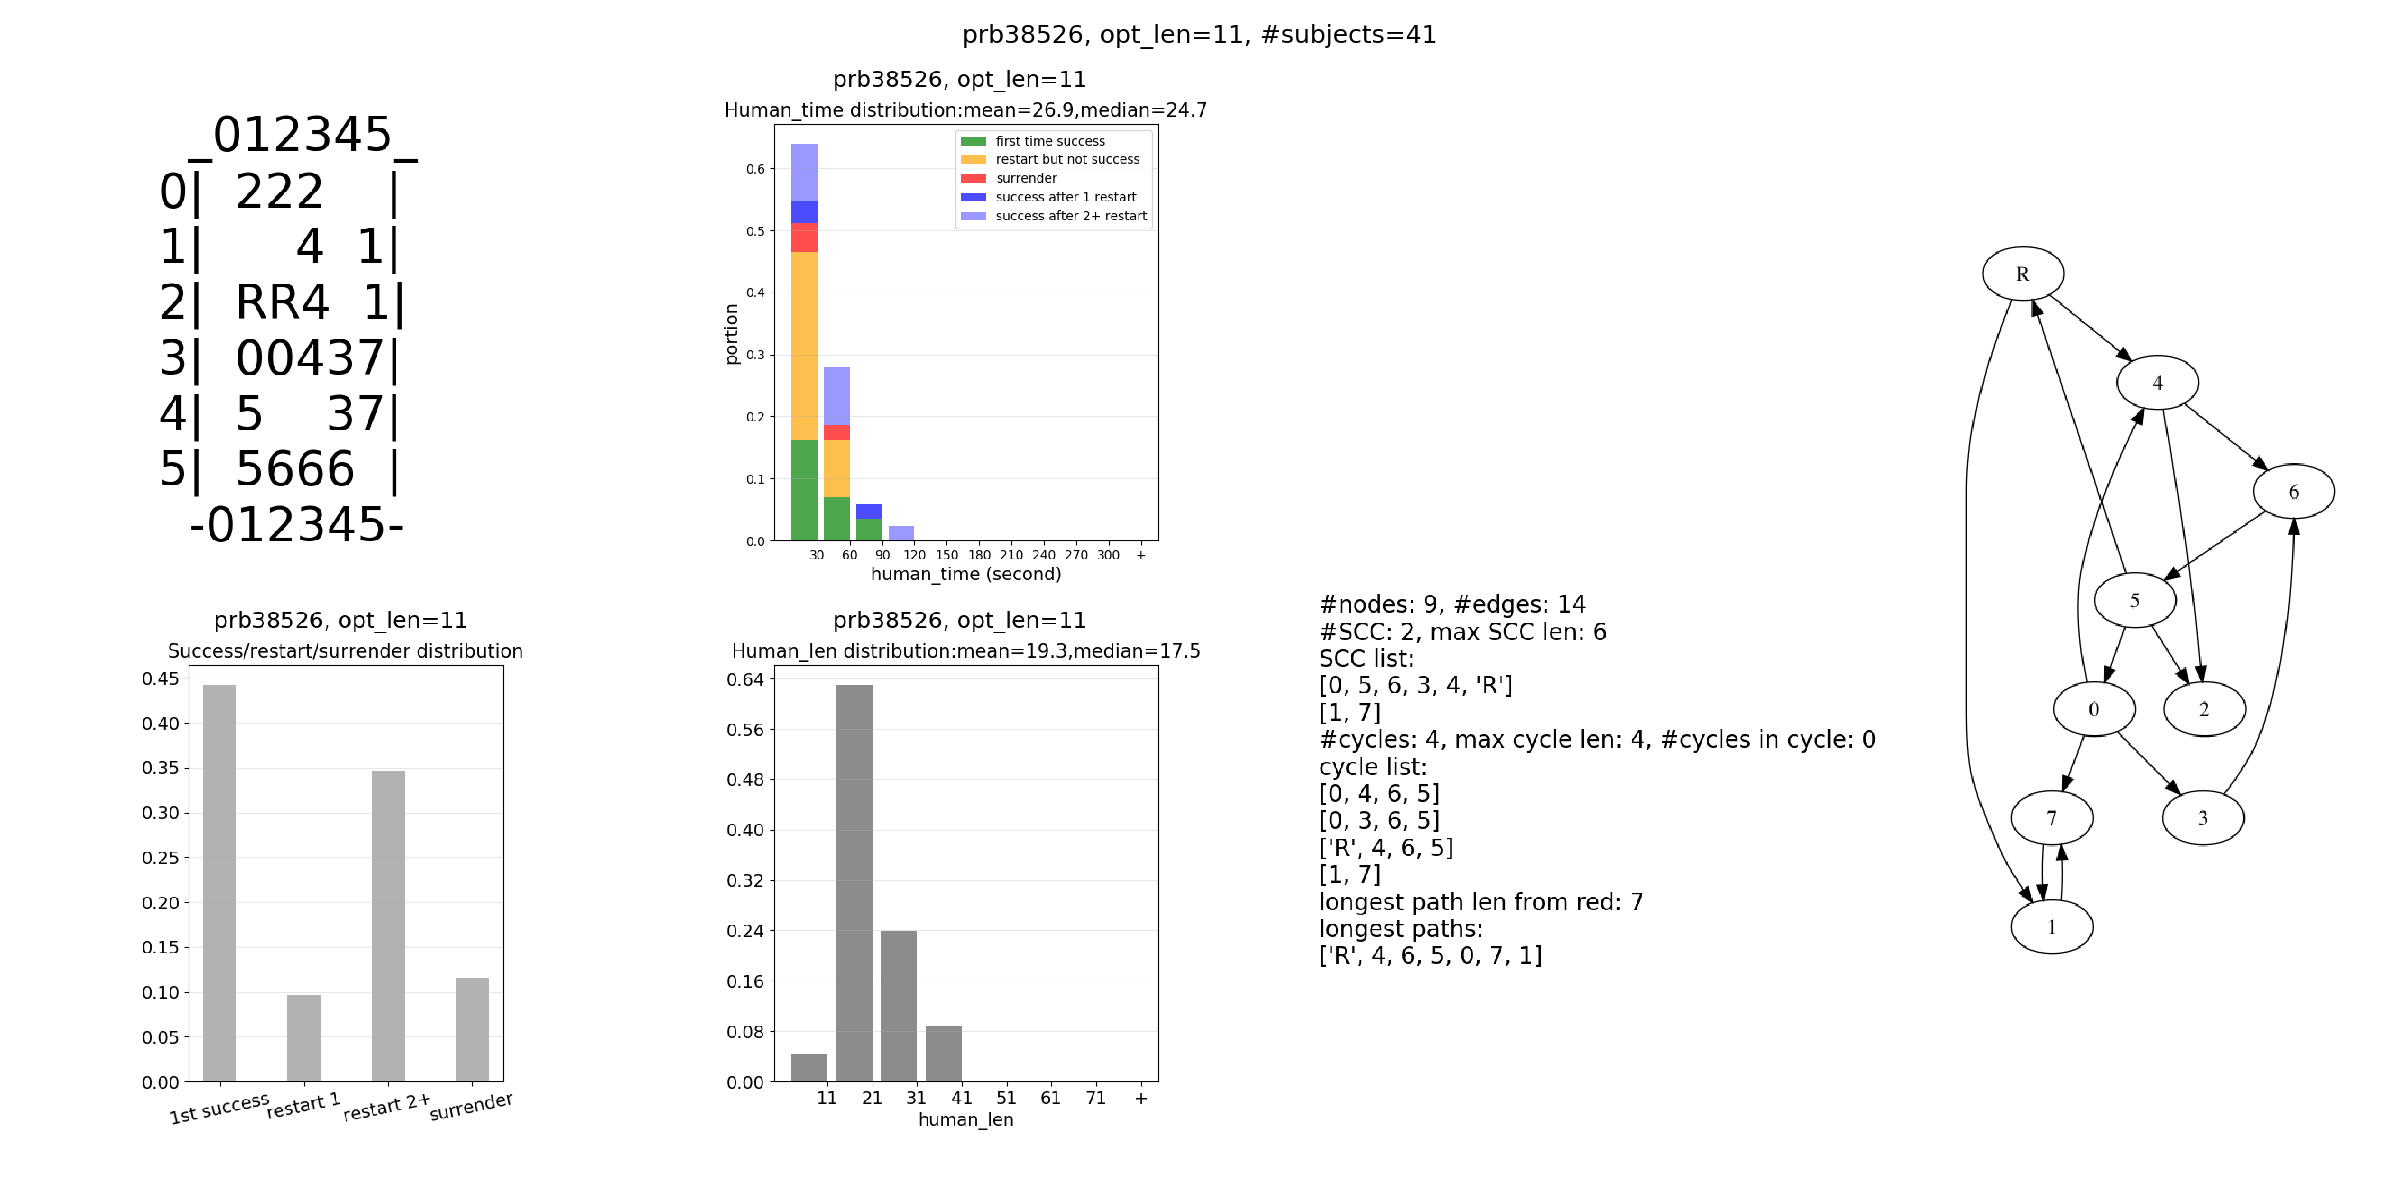 prb38526, opt_len=11, #subjects=41
_012345_
0|  222    |
1|      4  1|
2|  RR4  1|
3|  00437|
4|  5    37|
5|  5666  |
-012345-
prb38526, opt_len=11
Human_time distribution:mean=26.9,median=24.7
first time success
restart but not success
surrender
success after 1 restart
success after 2+ restart
portion
0.6
0.5
0.4
0.3
0.2
0.1
0.0
30 60 90 120 150 180 210 240 270 300 +
human_time (second)
prb38526, opt_len=11
Success/restart/surrender distribution
0.45
0.40
0.35
0.30
0.25
0.20
0.15
0.10
0.05
0.00
1st success restart 1 restart 2+ surrender
prb38526, opt_len=11
Human_len distribution:mean=19.3,median=17.5
0.64
0.56
0.48
0.40
0.32
0.24
0.16
0.08
0.00
11 21 31 41 51 61 71 +
human_len
#nodes: 9, #edges: 14
#SCC: 2, max SCC len: 6
SCC list:
[0, 5, 6, 3, 4, 'R']
[1, 7]
#cycles: 4, max cycle len: 4, #cycles in cycle: 0
cycle list:
[0, 4, 6, 5]
[0, 3, 6, 5]
['R', 4, 6, 5]
[1, 7]
longest path len from red: 7
longest paths:
['R', 4, 6, 5, 0, 7, 1]
R
4
6
5
0
2
7
3
1